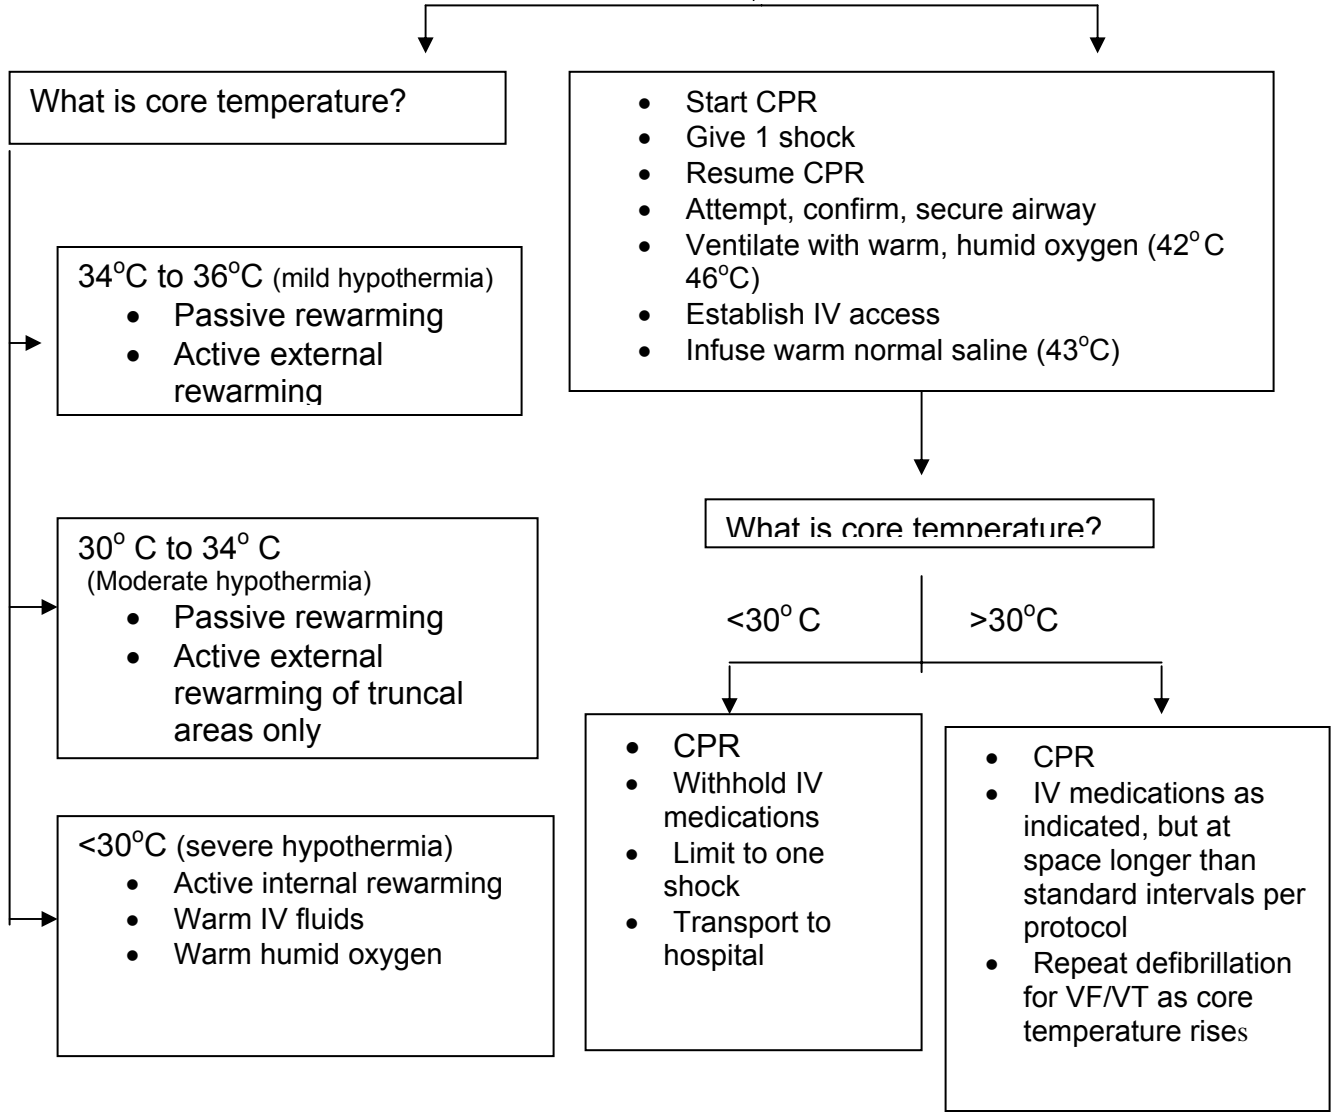 What is core temperature?
34°C to 36°C (mild hypothermia)
• Passive rewarming
• Active external
rewarming
30° C to 34° C
(Moderate hypothermia)
• Passive rewarming
• Active external
rewarming of truncal
areas only
<30°C (severe hypothermia)
• Active internal rewarming
• Warm IV fluids
• Warm humid oxygen
• Start CPR
• Give 1 shock
• Resume CPR
• Attempt, confirm, secure airway
• Ventilate with warm, humid oxygen (42° C
46°C)
• Establish IV access
• Infuse warm normal saline (43°C)
What is core temperature?
<30° C
>30°C
• CPR
• Withhold IV
medications
• Limit to one
shock
• Transport to
hospital
• CPR
• IV medications as
indicated, but at
space longer than
standard intervals per
protocol
• Repeat defibrillation
for VF/VT as core
temperature rises